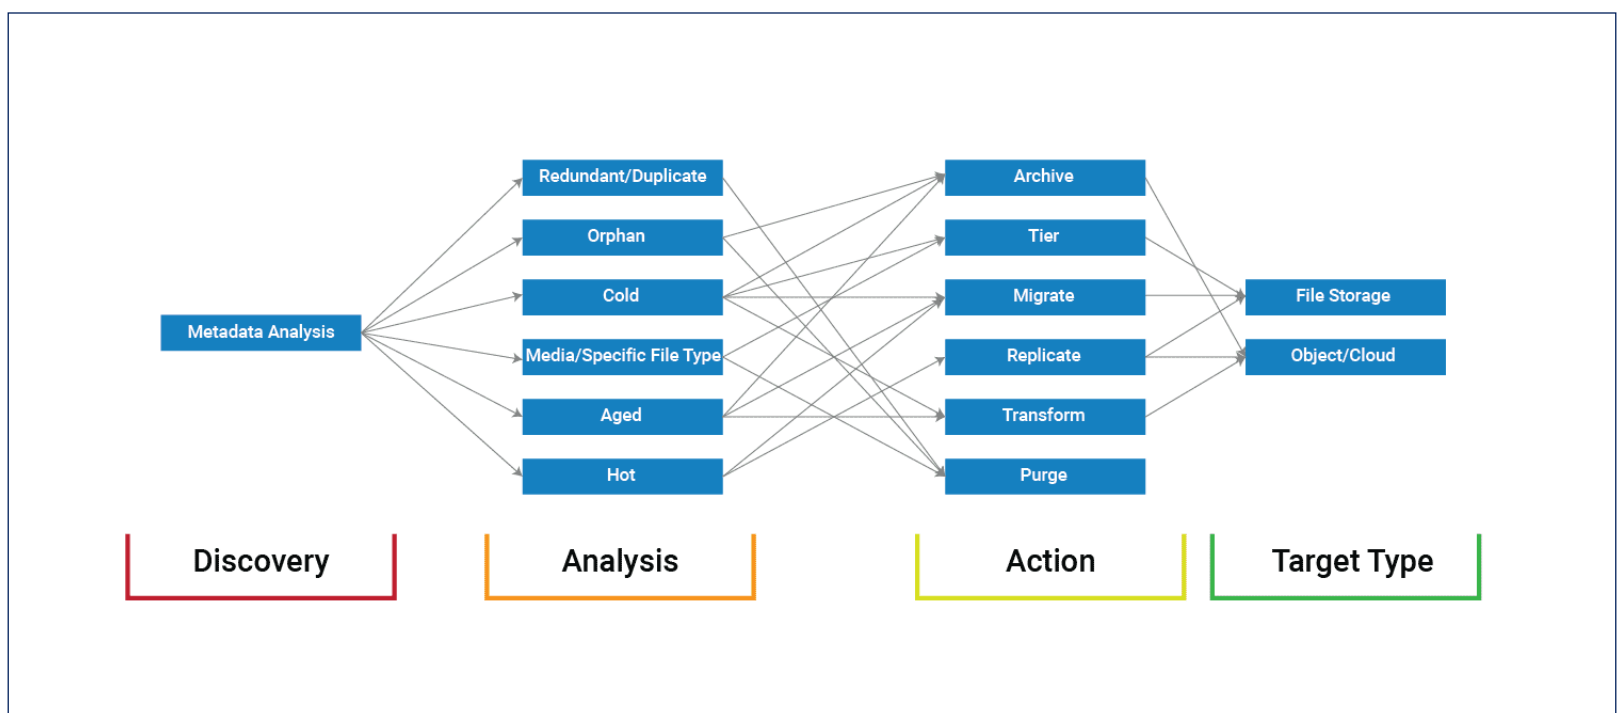 Metadata Analysis
Redundant/Duplicate
Orphan
Cold
Media/Specific File Type
Aged
Hot
Archive
Tier
Migrate
Replicate
Transform
Purge
File Storage
Object/Cloud
Discovery
Analysis
Action
Target Type